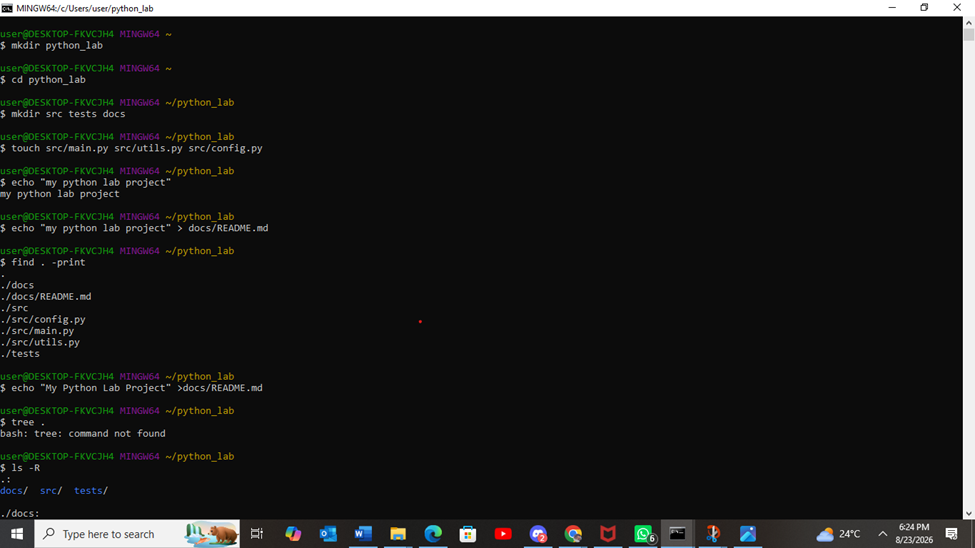 MINGW64:/c/Users/user/python_lab
user@DESKTOP-FKVCJH4 MINGW64 ~
$ mkdir python_lab
user@DESKTOP-FKVCJH4 MINGW64 ~
$ cd python_lab
user@DESKTOP-FKVCJH4 MINGW64 ~/python_lab
$ mkdir src tests docs
user@DESKTOP-FKVCJH4 MINGW64 ~/python_lab
$ touch src/main.py src/utils.py src/config.py
user@DESKTOP-FKVCJH4 MINGW64 ~/python_lab
$ echo "my python lab project"
my python lab project
user@DESKTOP-FKVCJH4 MINGW64 ~/python_lab
$ echo "my python lab project" > docs/README.md
user@DESKTOP-FKVCJH4 MINGW64 ~/python_lab
$ find . -print
.
./docs
./docs/README.md
./src
./src/config.py
./src/main.py
./src/utils.py
./tests
user@DESKTOP-FKVCJH4 MINGW64 ~/python_lab
$ echo "My Python Lab Project" >docs/README.md
user@DESKTOP-FKVCJH4 MINGW64 ~/python_lab
$ tree .
bash: tree: command not found
user@DESKTOP-FKVCJH4 MINGW64 ~/python_lab
$ ls -R
.:
docs/ src/ tests/
./docs:
Type here to search
2
6
24°C
6:24 PM
8/23/2026